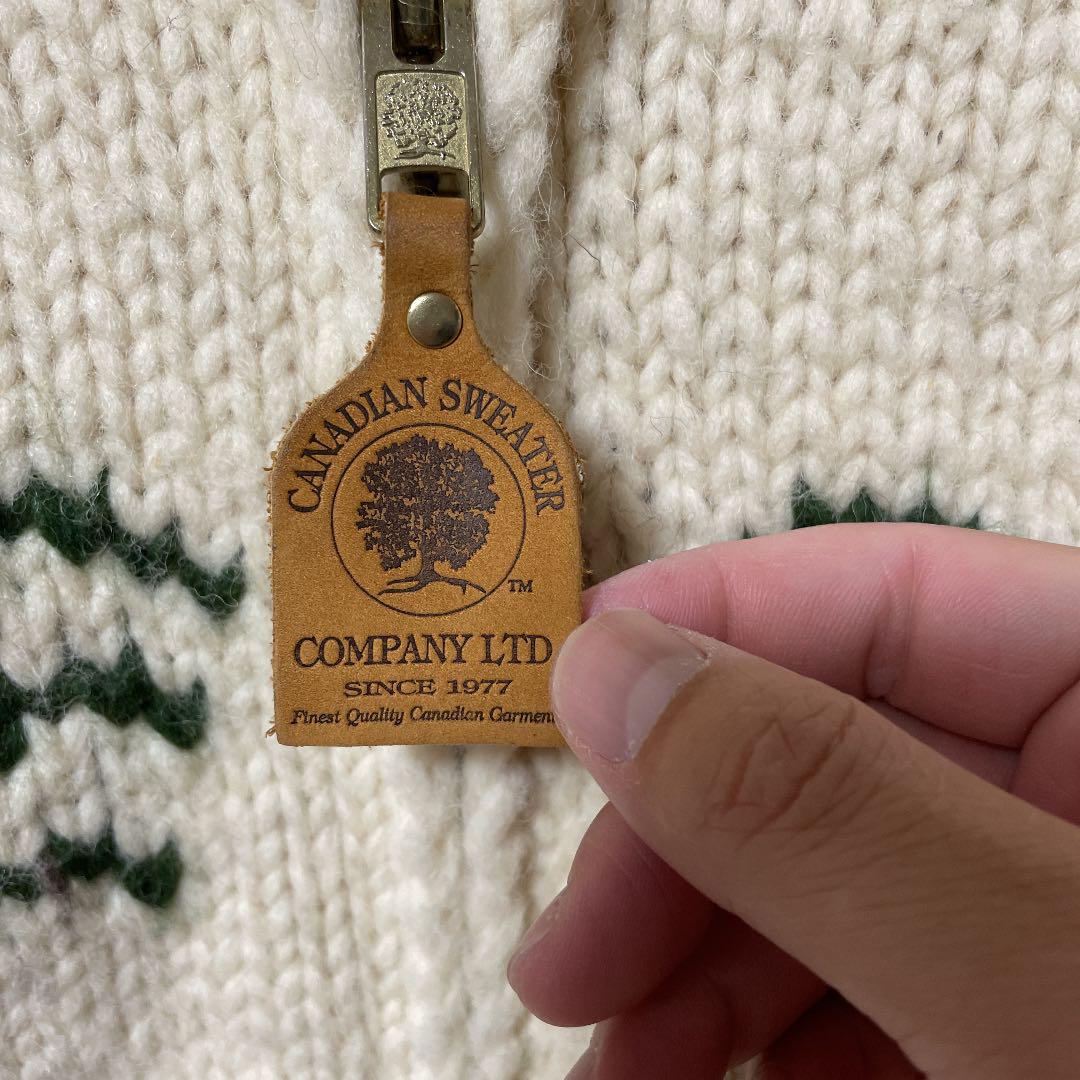 CANADIAN SWEATER
TM
COMPANY LTD
SINCE 1977
Finest Quality Canadian